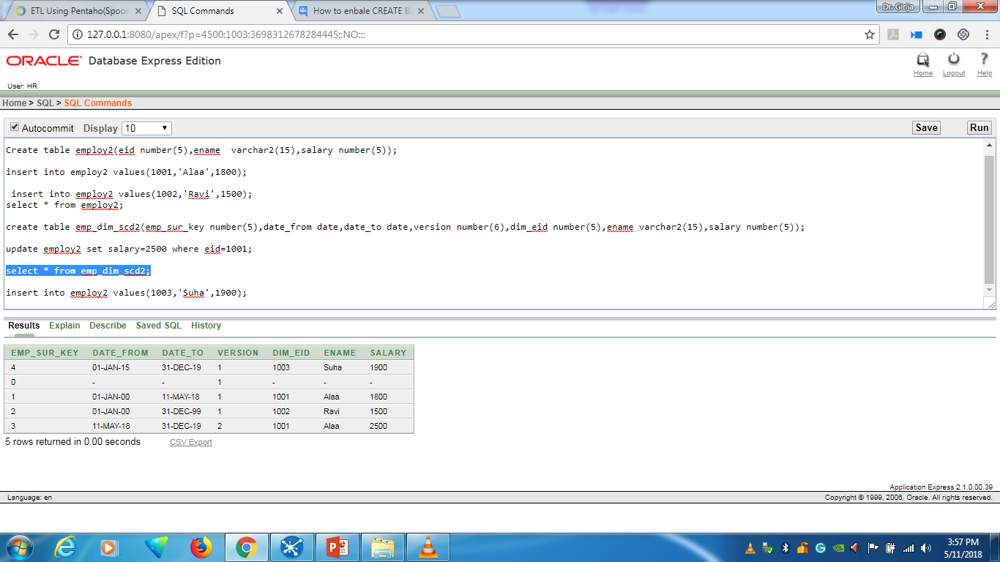 ETL Using Pentaho(Spoon
SQL Commands
How to enbale CREATE B
Dr. Girija
127.0.0.1:8080/apex/f?p=4500:1003:3698312678284445::NO:::
ORACLE Database Express Edition
Home Logout Help
User: HR
Home > SQL > SQL Commands
Autocommit Display 10 Save Run
Create table employ2(eid number(5),ename  varchar2(15),salary number(5));
insert into employ2 values(1001,'Alaa',1800);
insert into employ2 values(1002,'Ravi',1500);
select * from employ2;
create table emp_dim_scd2(emp_sur_key number(5),date_from date,date_to date,version number(6),dim_eid number(5),ename varchar2(15),salary number(5));
update employ2 set salary=2500 where eid=1001;
select * from emp_dim_scd2;
insert into employ2 values(1003,'Suha',1900);
Results Explain Describe Saved SQL History
EMP_SUR_KEY DATE_FROM DATE_TO VERSION DIM_EID ENAME SALARY
4 01-JAN-15 31-DEC-19 1 1003 Suha 1900
0 - - 1 - - -
1 01-JAN-00 11-MAY-18 1 1001 Alaa 1800
2 01-JAN-00 31-DEC-99 1 1002 Ravi 1500
3 11-MAY-18 31-DEC-19 2 1001 Alaa 2500
5 rows returned in 0.00 seconds CSV Export
Application Express 2.1.0.00.39
Language: en Copyright © 1999, 2006, Oracle. All rights reserved.
3:57 PM
5/11/2018